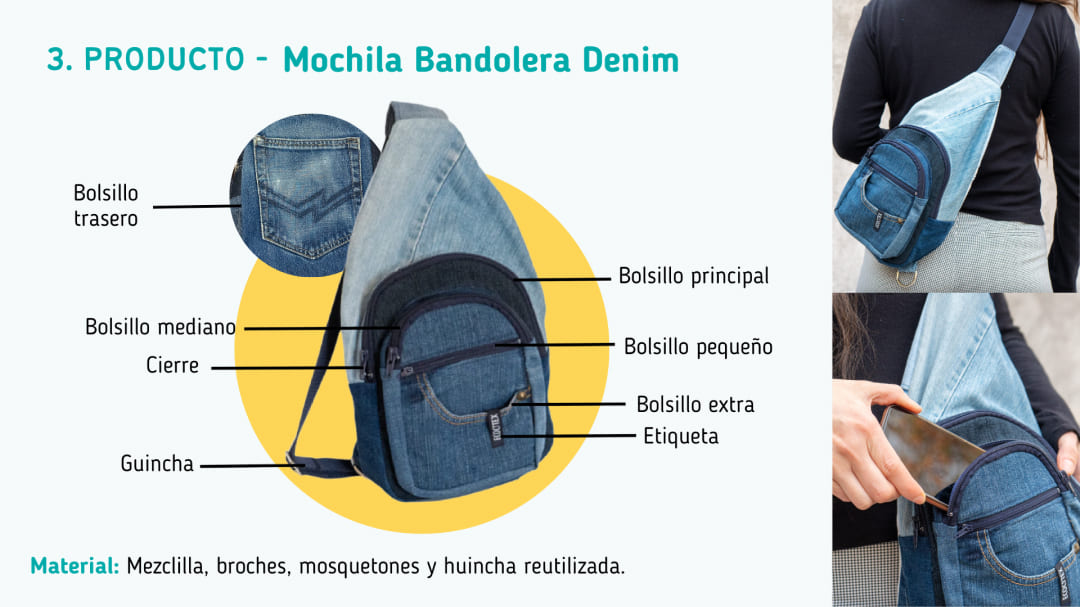 3. PRODUCTO - Mochila Bandolera Denim
Bolsillo
trasero
Bolsillo principal
Bolsillo mediano
Bolsillo pequeño
Cierre
Bolsillo extra
Etiqueta
Guincha
Material: Mezclilla, broches, mosquetones y huincha reutilizada.